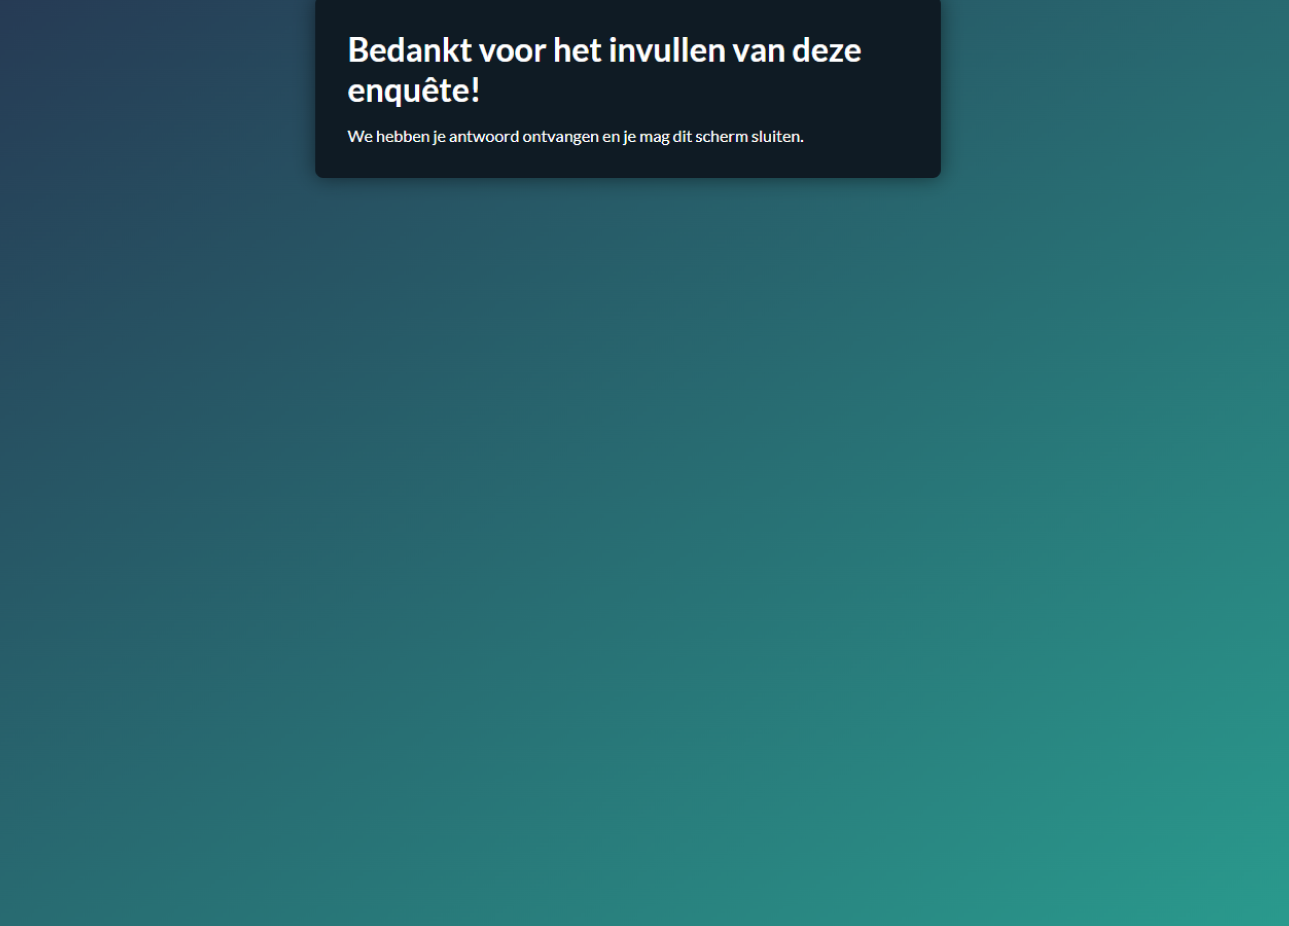 Bedankt voor het invullen van deze
enquête!
We hebben je antwoord ontvangen en je mag dit scherm sluiten.